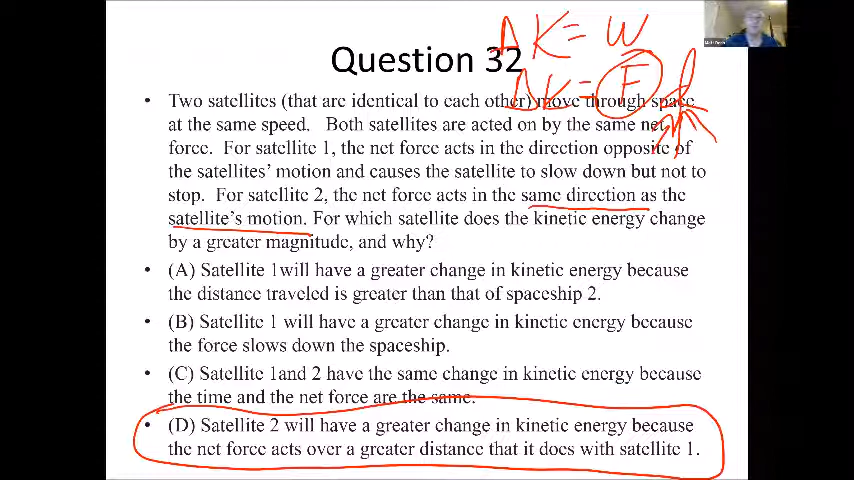 ΔK = W
Question 32
ΔK = F d
• Two satellites (that are identical to each other) move through space
at the same speed. Both satellites are acted on by the same net
force. For satellite 1, the net force acts in the direction opposite of
the satellites' motion and causes the satellite to slow down but not to
stop. For satellite 2, the net force acts in the same direction as the
satellite's motion. For which satellite does the kinetic energy change
by a greater magnitude, and why?
• (A) Satellite 1will have a greater change in kinetic energy because
the distance traveled is greater than that of spaceship 2.
• (B) Satellite 1 will have a greater change in kinetic energy because
the force slows down the spaceship.
• (C) Satellite 1and 2 have the same change in kinetic energy because
the time and the net force are the same.
• (D) Satellite 2 will have a greater change in kinetic energy because
the net force acts over a greater distance that it does with satellite 1.